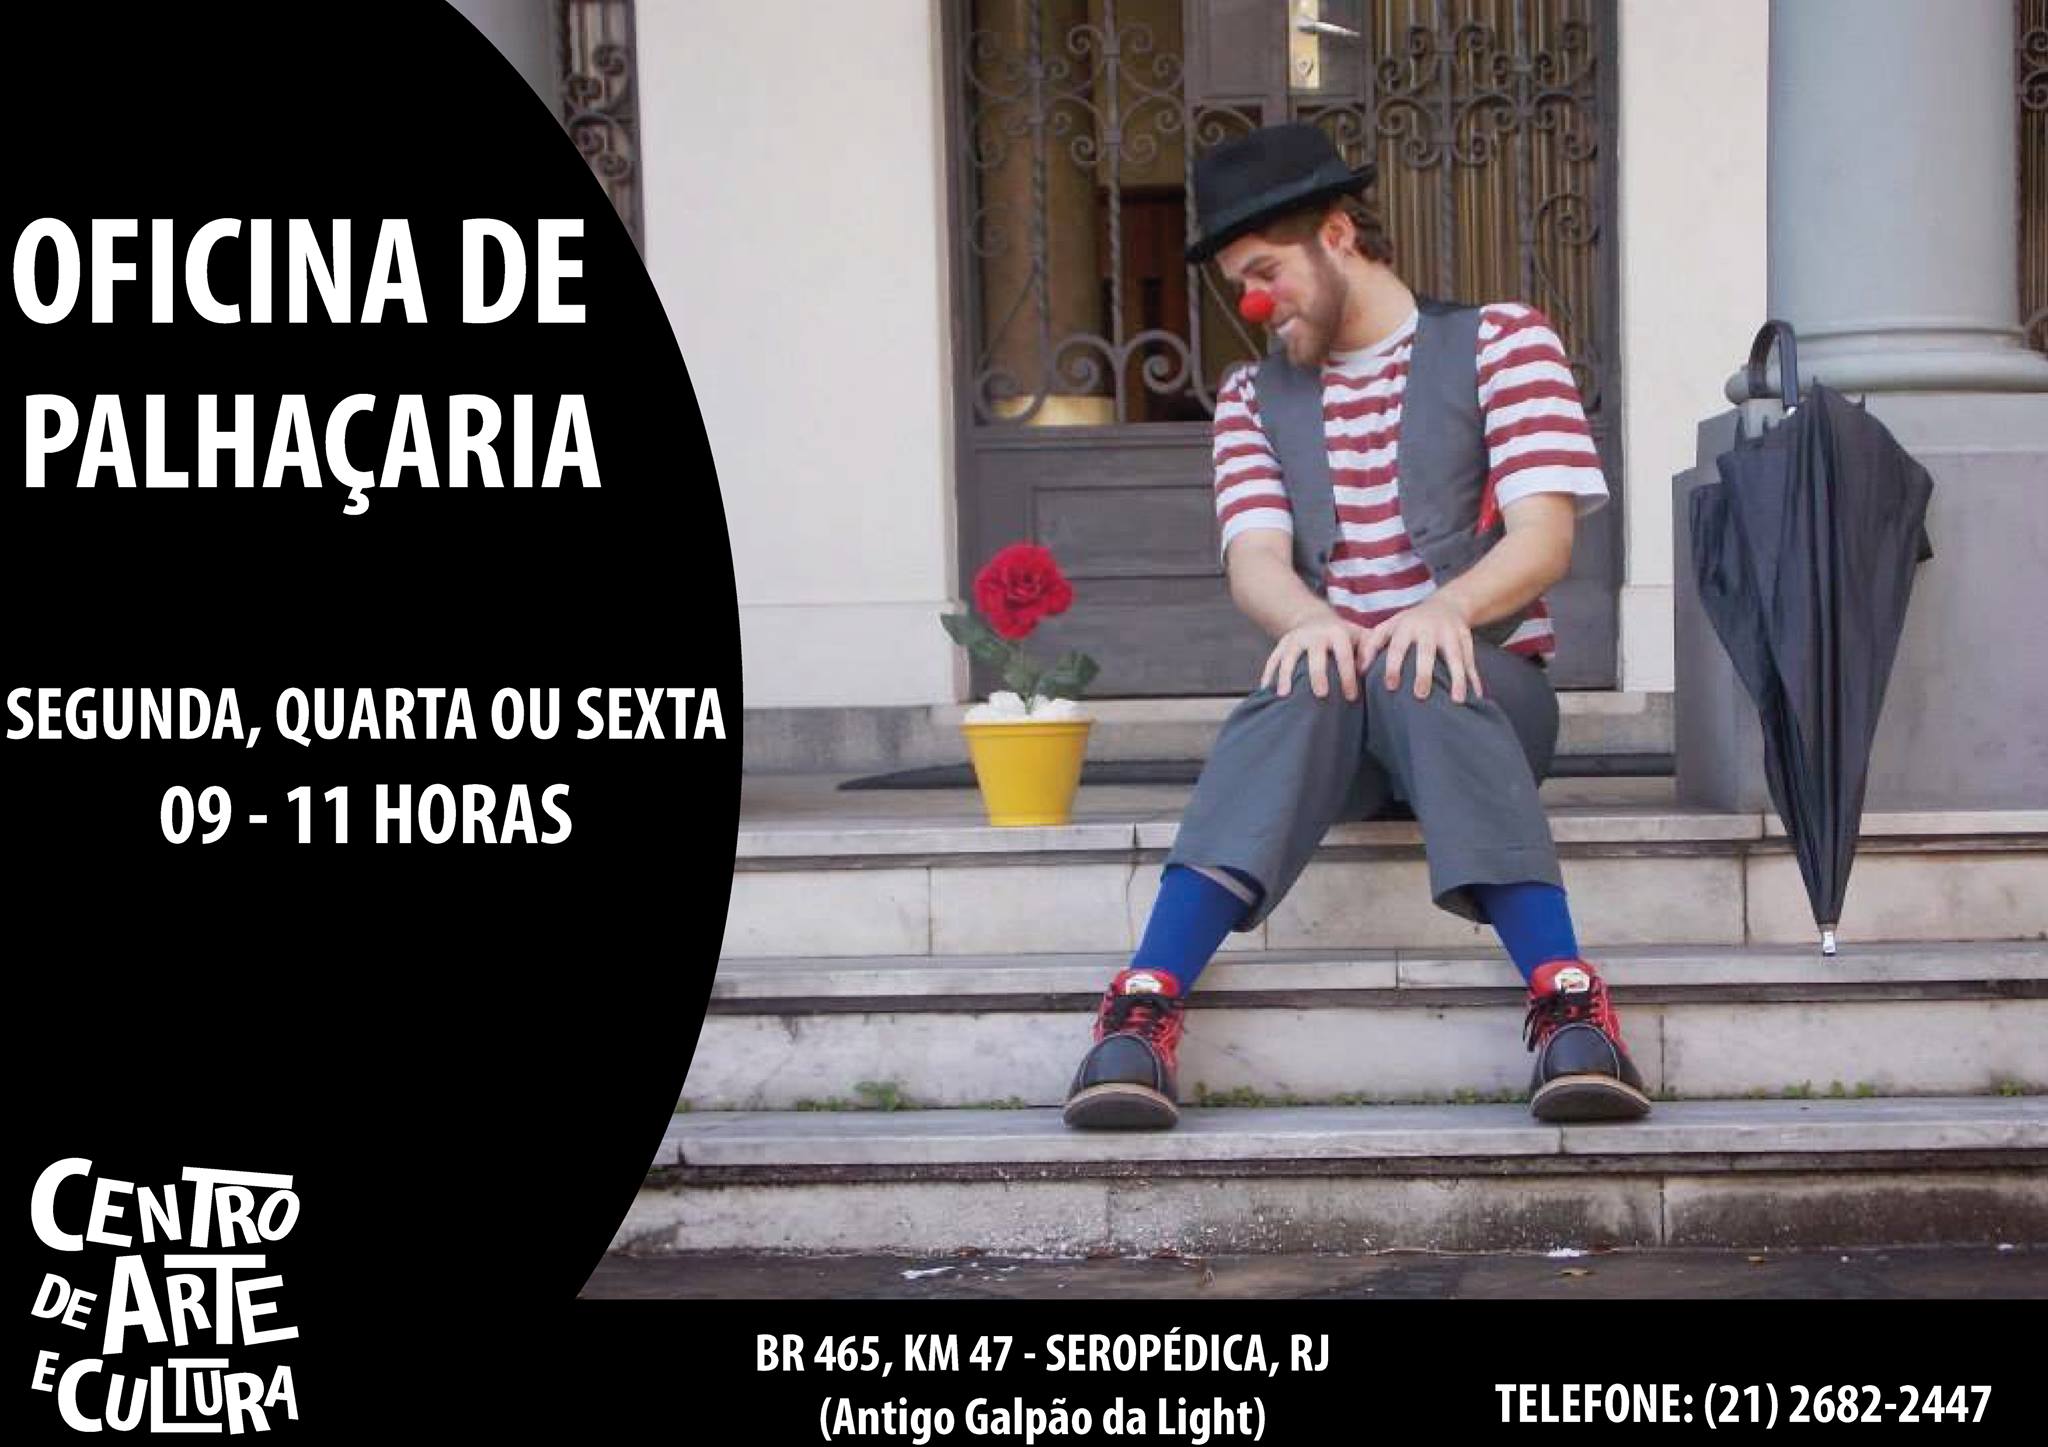 OFICINA DE
PALHAÇARIA
SEGUNDA, QUARTA OU SEXTA
09 - 11 HORAS
CENTRO
DE ARTE
E CULTURA
BR 465, KM 47 - SEROPÉDICA, RJ
(Antigo Galpão da Light)
TELEFONE: (21) 2682-2447